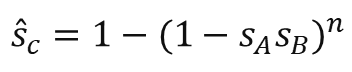 ŝ_c = 1 − (1 − s_A s_B)^n